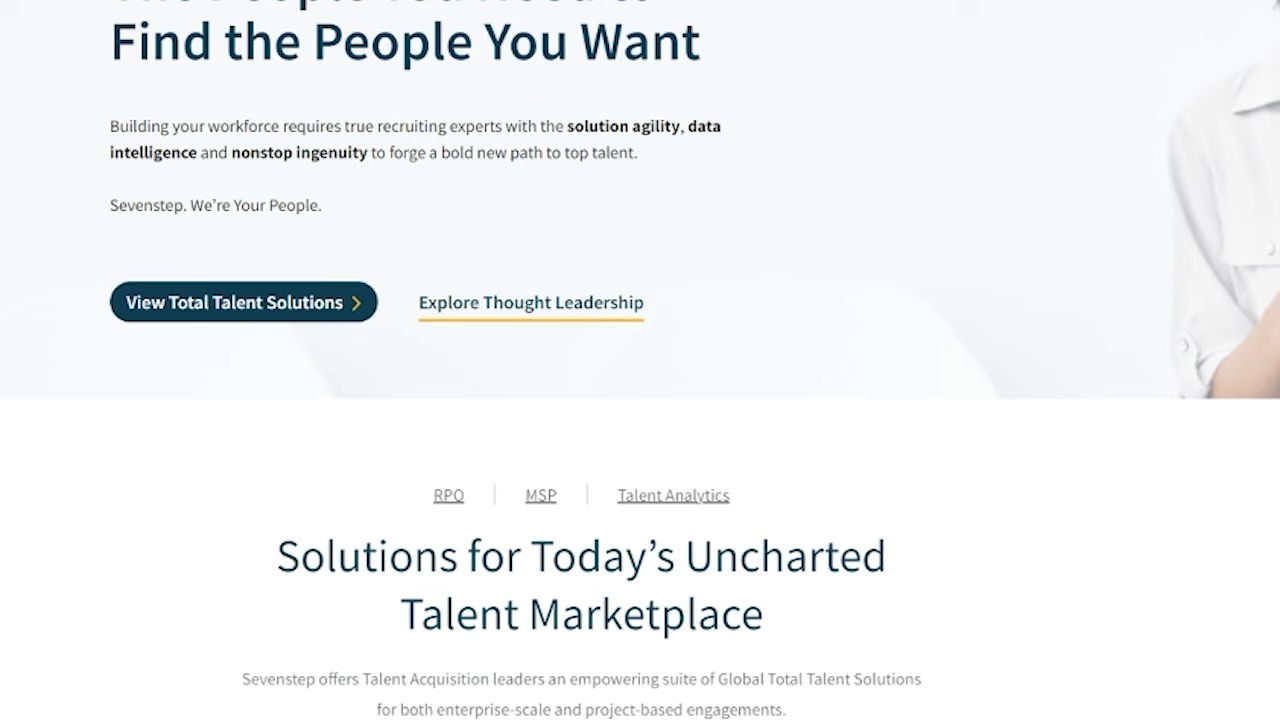 Find the People You Want
Building your workforce requires true recruiting experts with the solution agility, data
intelligence and nonstop ingenuity to forge a bold new path to top talent.
Sevenstep. We’re Your People.
View Total Talent Solutions
Explore Thought Leadership
RPO
MSP
Talent Analytics
Solutions for Today’s Uncharted
Talent Marketplace
Sevenstep offers Talent Acquisition leaders an empowering suite of Global Total Talent Solutions
for both enterprise-scale and project-based engagements.